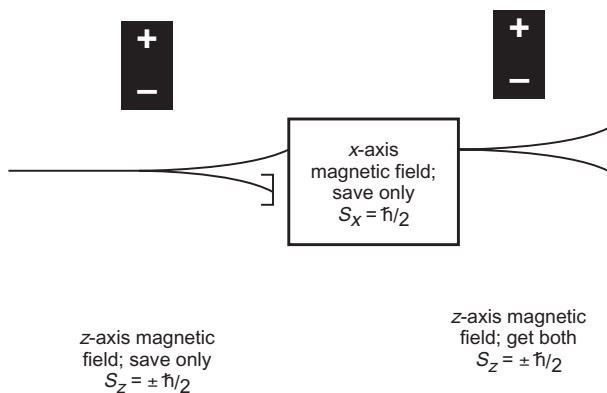 +
−
+
−
x-axis
magnetic field;
save only
Sx = ħ/2
z-axis magnetic
field; save only
Sz = ± ħ/2
z-axis magnetic
field; get both
Sz = ± ħ/2